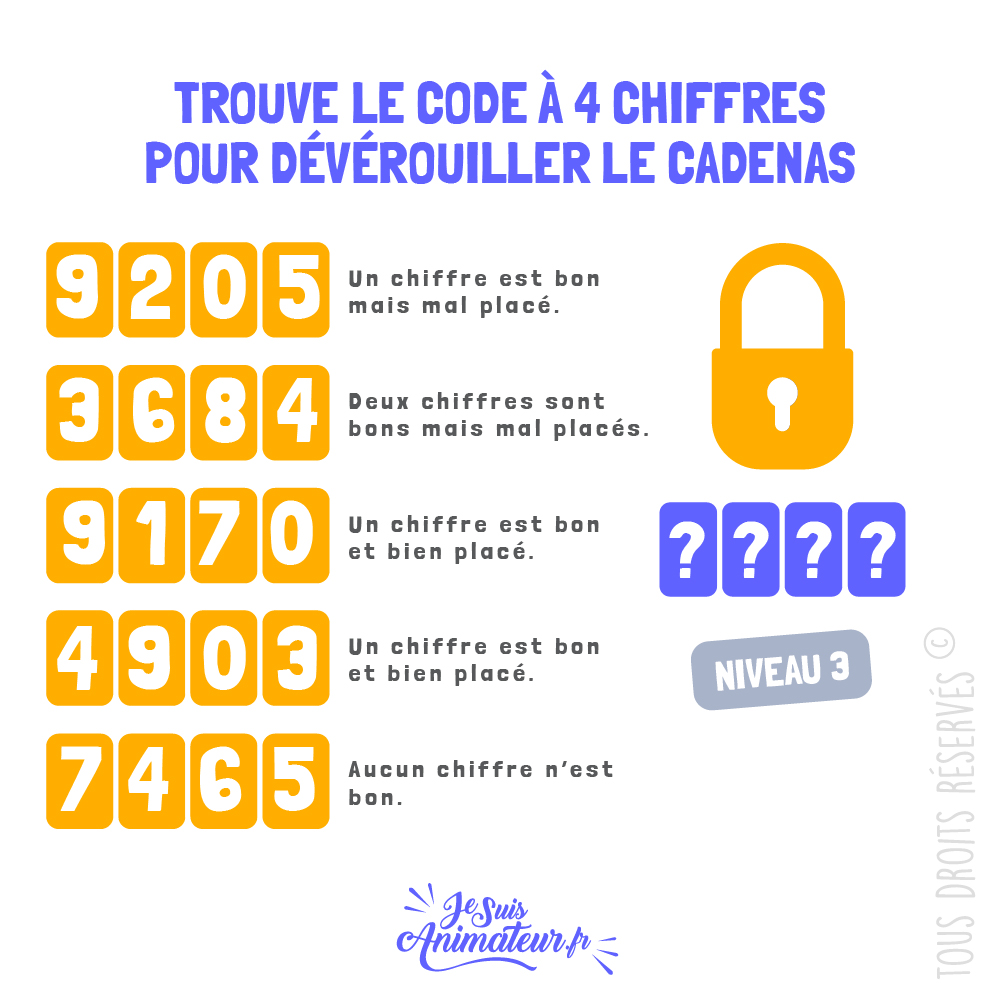 TROUVE LE CODE À 4 CHIFFRES
POUR DÉVÉROUILLER LE CADENAS
9205
Un chiffre est bon
mais mal placé.
3684
Deux chiffres sont
bons mais mal placés.
9170
Un chiffre est bon
et bien placé.
4903
Un chiffre est bon
et bien placé.
7465
Aucun chiffre n'est
bon.
????
NIVEAU 3
TOUS DROITS RÉSERVÉS ©
Je Suis
Animateur.fr